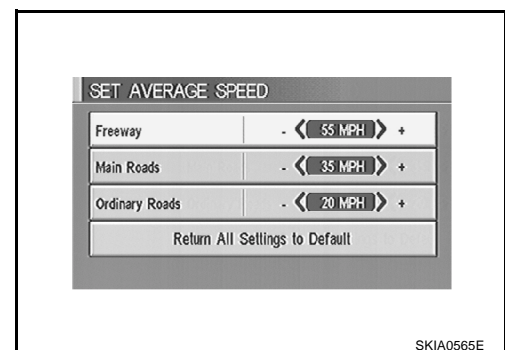 SET AVERAGE SPEED
Freeway - 55 MPH +
Main Roads - 35 MPH +
Ordinary Roads - 20 MPH +
Return All Settings to Default
SKIA0565E